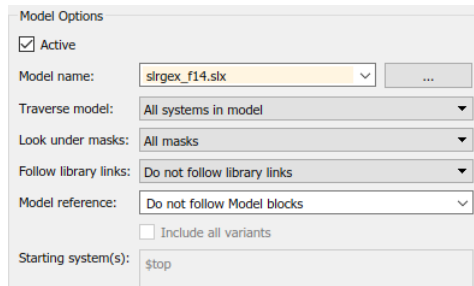 Model Options
Active
Model name: slrgex_f14.slx ...
Traverse model: All systems in model
Look under masks: All masks
Follow library links: Do not follow library links
Model reference: Do not follow Model blocks
Include all variants
Starting system(s): $top